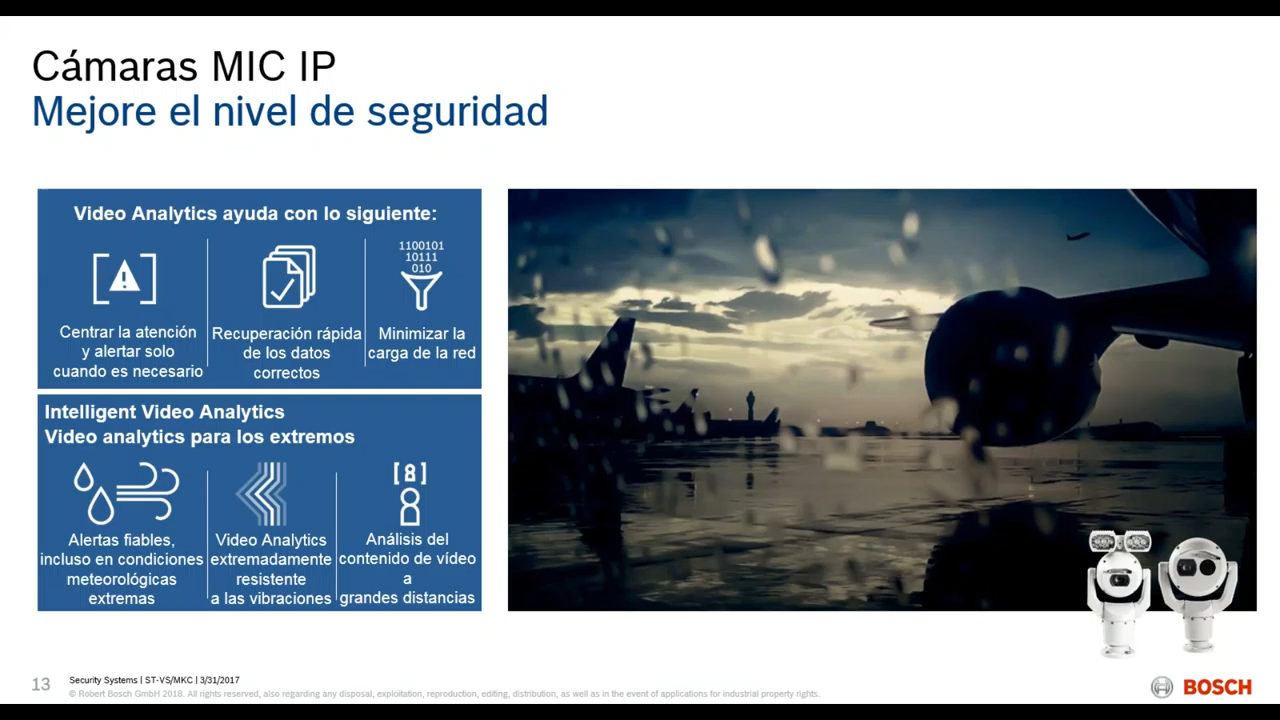 Cámaras MIC IP
Mejore el nivel de seguridad
Video Analytics ayuda con lo siguiente:
1100101
10111
010
Centrar la atención
y alertar solo
cuando es necesario
Recuperación rápida
de los datos
correctos
Minimizar la
carga de la red
Intelligent Video Analytics
Video analytics para los extremos
[8]
Alertas fiables,
incluso en condiciones
meteorológicas
extremas
Video Analytics
extremadamente
resistente
a las vibraciones
Análisis del
contenido de vídeo
a
grandes distancias
13
Security Systems | ST-VS/MKC | 3/31/2017
© Robert Bosch GmbH 2018. All rights reserved, also regarding any disposal, exploitation, reproduction, editing, distribution, as well as in the event of applications for industrial property rights.
BOSCH